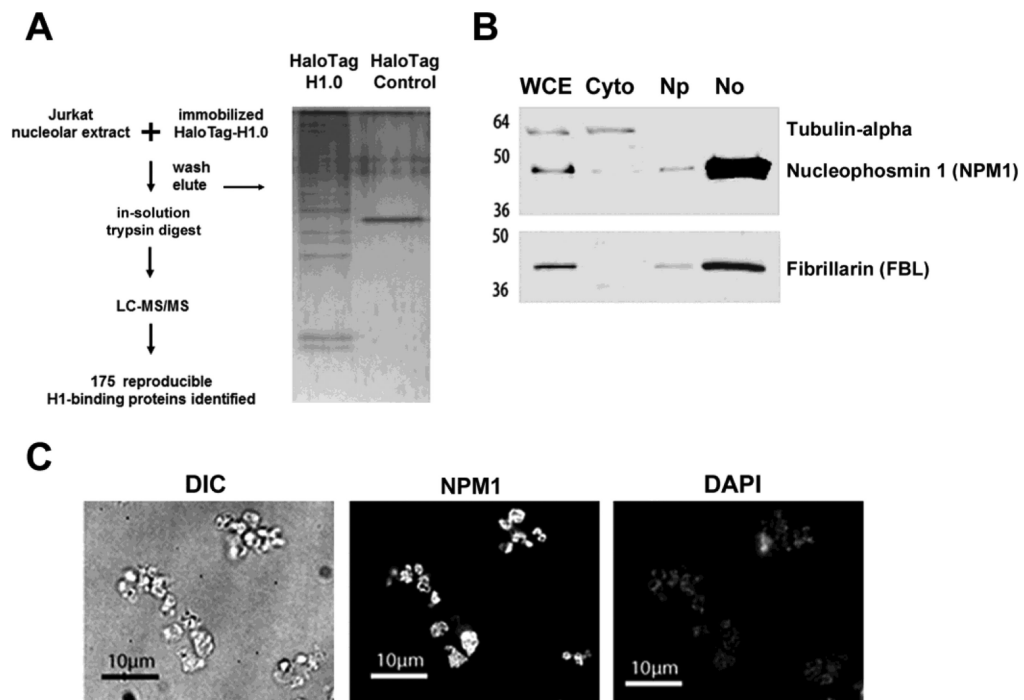 A
HaloTag HaloTag
H1.0 Control
Jurkat
nucleolar extract
+
immobilized
HaloTag-H1.0
wash
elute
in-solution
trypsin digest
LC-MS/MS
175 reproducible
H1-binding proteins identified
B
WCE Cyto Np No
64
50
36
Tubulin-alpha
Nucleophosmin 1 (NPM1)
50
36
Fibrillarin (FBL)
C
DIC NPM1 DAPI
10μm 10μm 10μm